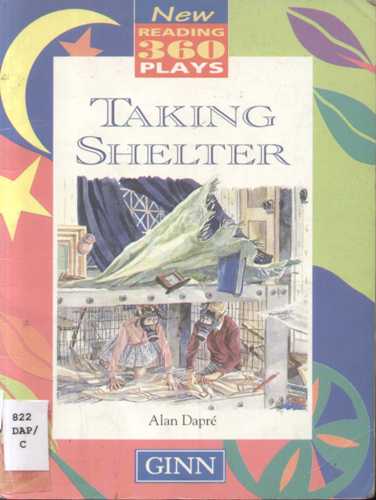 New
READING
360
PLAYS
TAKING
SHELTER
822
DAP/
C
Alan Dapré
GINN